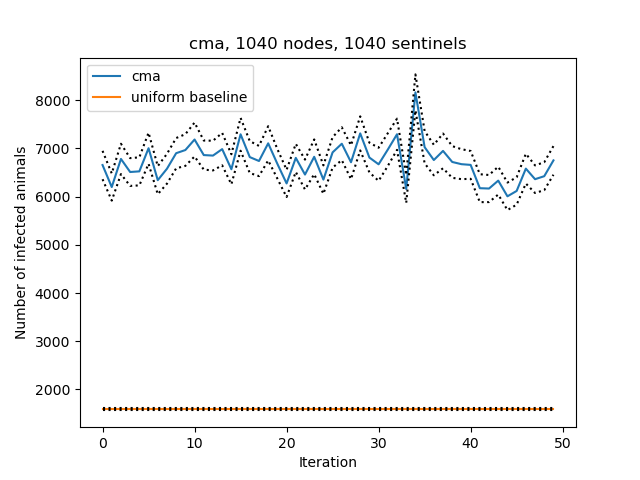 cma, 1040 nodes, 1040 sentinels
cma
uniform baseline
Number of infected animals
8000
7000
6000
5000
4000
3000
2000
0 10 20 30 40 50
Iteration